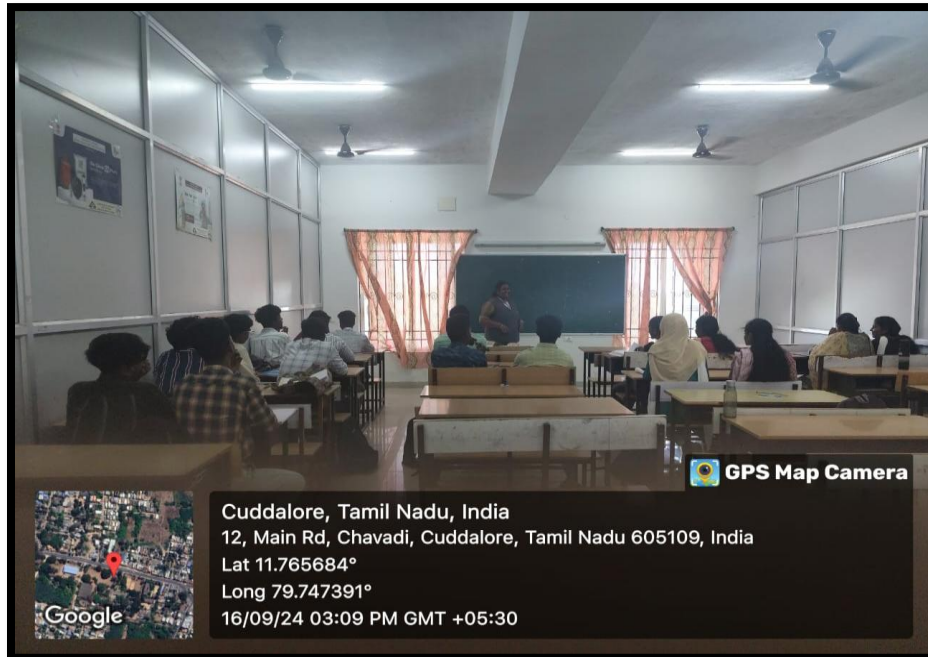 GPS Map Camera
Cuddalore, Tamil Nadu, India
12, Main Rd, Chavadi, Cuddalore, Tamil Nadu 605109, India
Lat 11.765684°
Long 79.747391°
16/09/24 03:09 PM GMT +05:30
Google